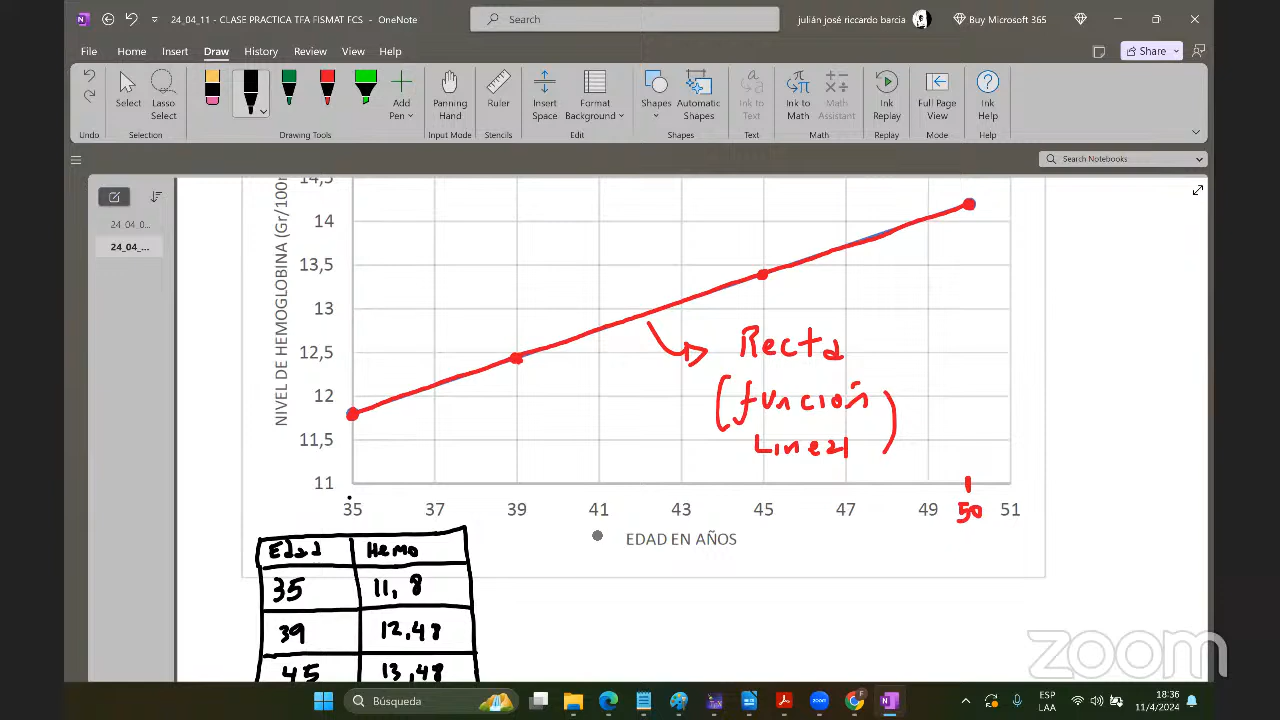 24_04_11 - CLASE PRACTICA TFA FISMAT FCS - OneNote
Search
julián josé riccardo barcia
Buy Microsoft 365
File Home Insert Draw History Review View Help
Share
Undo
Select
Lasso Select
Selection
Drawing Tools
Add Pen
Panning Hand
Input Mode
Ruler
Stencils
Insert Space
Format Background
Edit
Shapes
Automatic Shapes
Shapes
Ink to Text
Text
Ink to Math
Math Assistant
Math
Ink Replay
Replay
Full Page View
Mode
Ink Help
Help
Search Notebooks
24_04_0...
24_04_...
NIVEL DE HEMOGLOBINA (Gr/100
14,5
14
13,5
13
12,5
12
11,5
11
Recta
(función
Lineal)
35 37 39 41 43 45 47 49 51
50
EDAD EN AÑOS
Edad Hemo
35 11,8
39 12,48
45 13,48
zoom
Búsqueda
ESP
LAA
18:36
11/4/2024